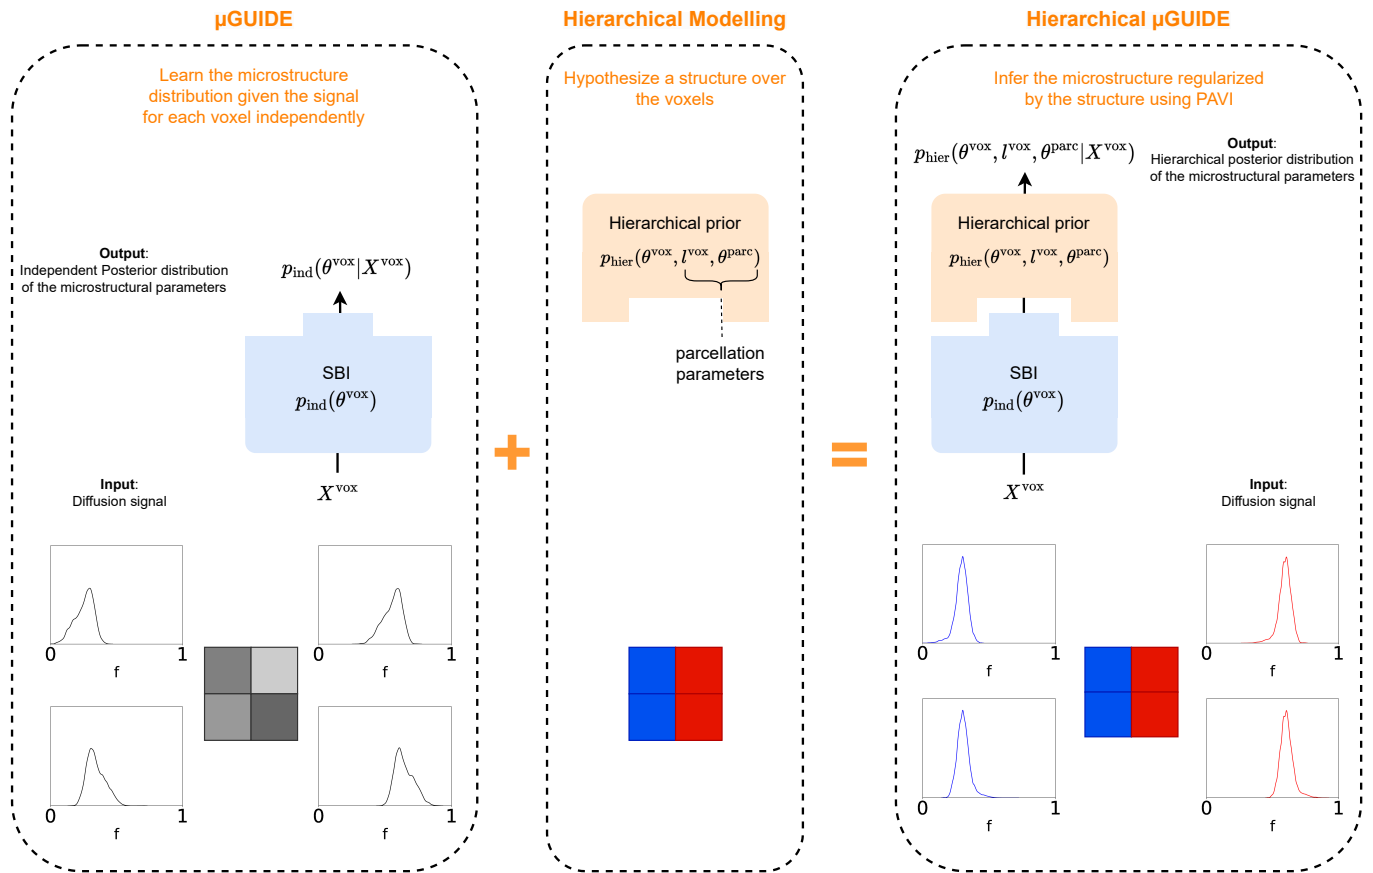 µGUIDE
Learn the microstructure
distribution given the signal
for each voxel independently
Output:
Independent Posterior distribution
of the microstructural parameters
p_ind(θ^vox|X^vox)
SBI
p_ind(θ^vox)
X^vox
Input:
Diffusion signal
0
1
f
0
1
f
0
1
f
0
1
f
+
Hierarchical Modelling
Hypothesize a structure over
the voxels
Hierarchical prior
p_hier(θ^vox, l^vox, θ^parc)
parcellation
parameters
=
Hierarchical µGUIDE
Infer the microstructure regularized
by the structure using PAVI
p_hier(θ^vox, l^vox, θ^parc|X^vox)
Output:
Hierarchical posterior distribution
of the microstructural parameters
Hierarchical prior
p_hier(θ^vox, l^vox, θ^parc)
SBI
p_ind(θ^vox)
X^vox
Input:
Diffusion signal
0
1
f
0
1
f
0
1
f
0
1
f